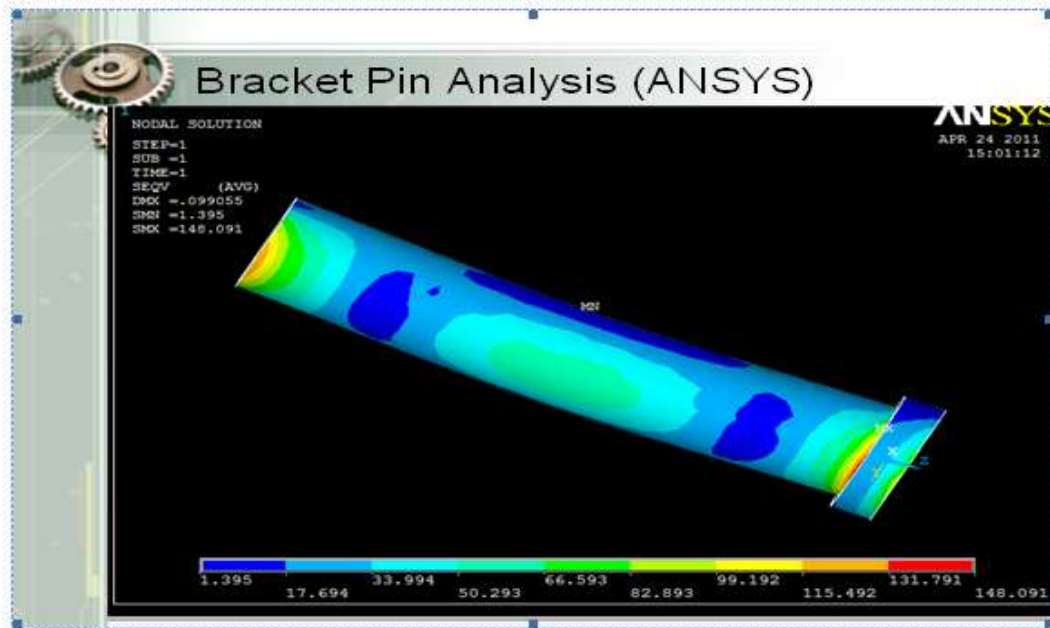 Bracket Pin Analysis (ANSYS)
1
NODAL SOLUTION
STEP=1
SUB =1
TIME=1
SEQV (AVG)
DMX =.099055
SMN =1.395
SMX =148.091
ANSYS
APR 24 2011
15:01:12
MN
MX
X
Y
Z
1.395 33.994 66.593 99.192 131.791
17.694 50.293 82.893 115.492 148.091